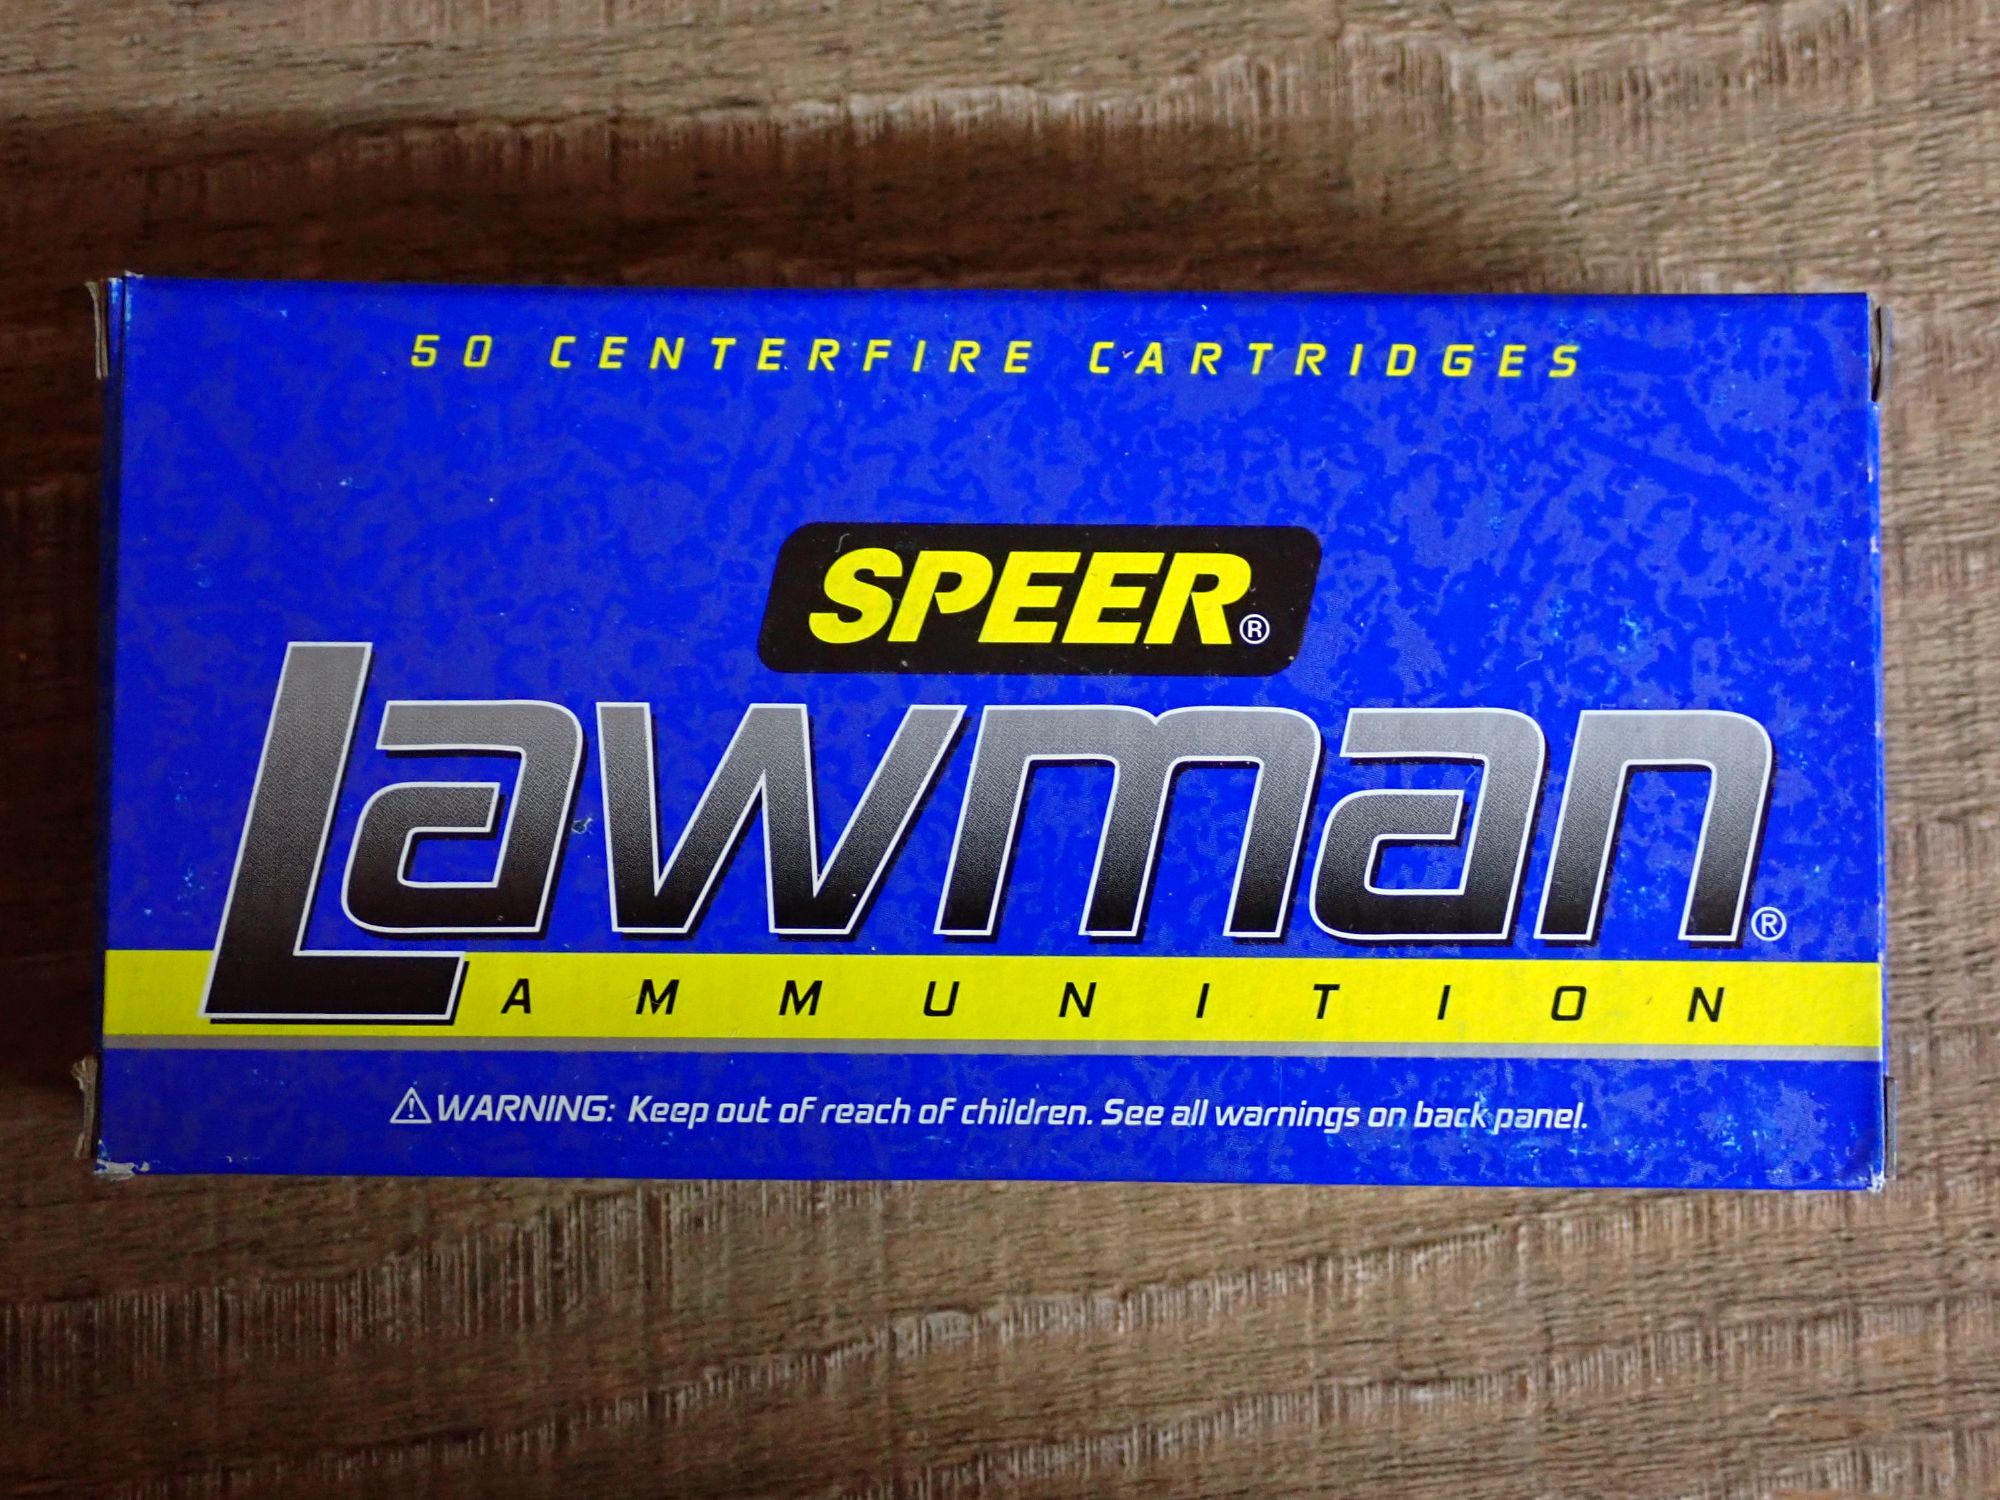 50 CENTERFIRE CARTRIDGES
SPEER®
Lawman®
AMMUNITION
⚠WARNING: Keep out of reach of children. See all warnings on back panel.